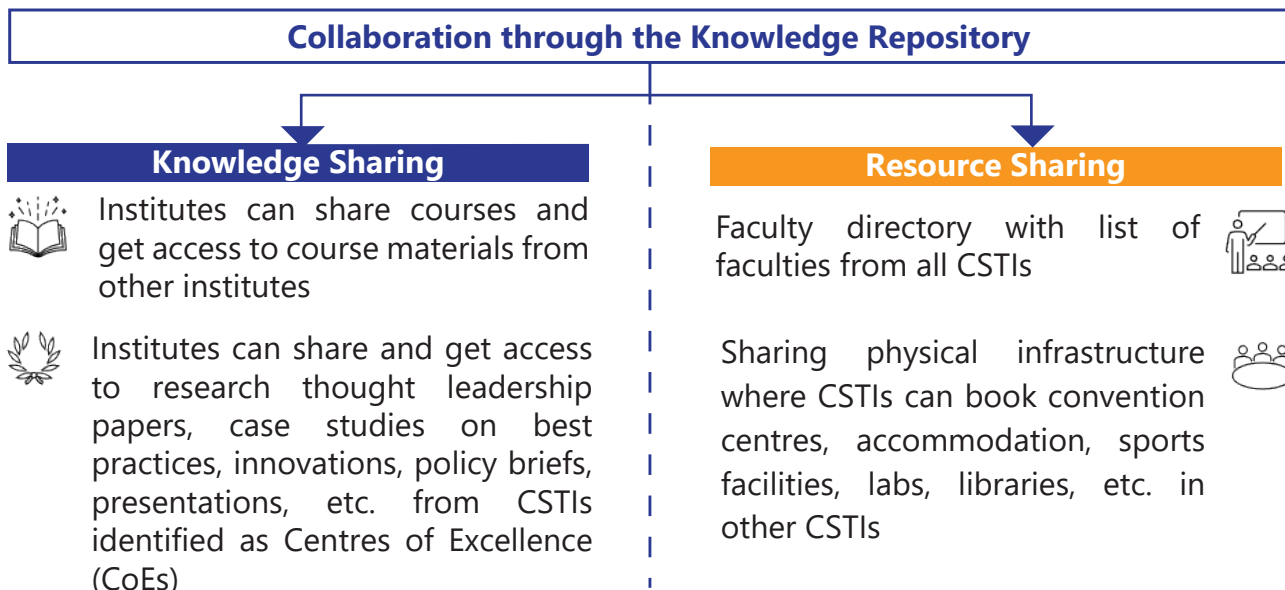 Collaboration through the Knowledge Repository
Knowledge Sharing
Institutes can share courses and
get access to course materials from
other institutes
Institutes can share and get access
to research thought leadership
papers, case studies on best
practices, innovations, policy briefs,
presentations, etc. from CSTIs
identified as Centres of Excellence
(CoEs)
Resource Sharing
Faculty directory with list of
faculties from all CSTIs
Sharing physical infrastructure
where CSTIs can book convention
centres, accommodation, sports
facilities, labs, libraries, etc. in
other CSTIs